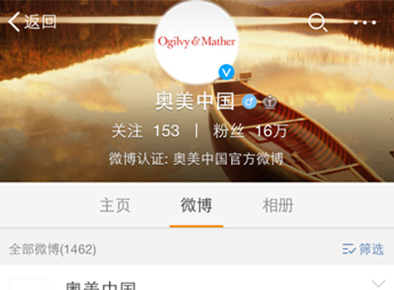 返回
Ogilvy & Mather
奥美中国
关注 153 | 粉丝 16万
微博认证: 奥美中国官方微博
主页 微博 相册
全部微博(1462) 筛选
奥美中国